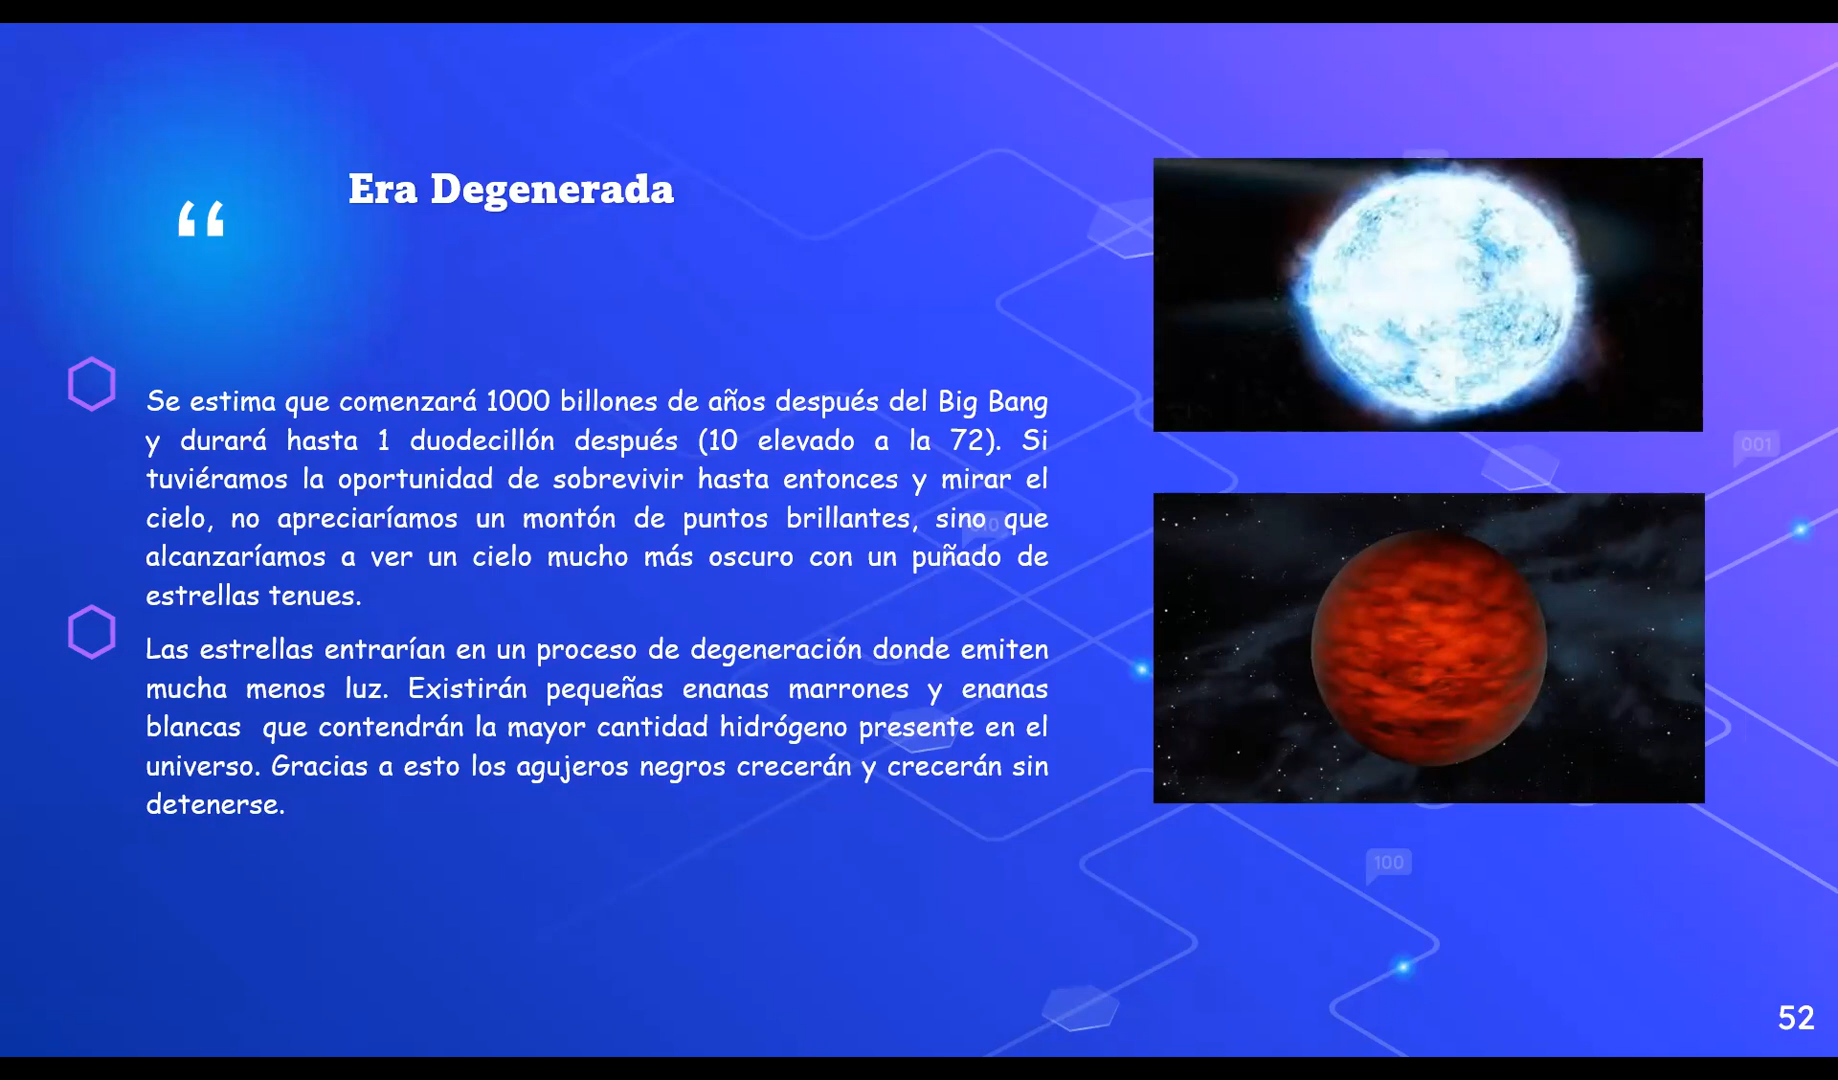 “
Era Degenerada
Se estima que comenzará 1000 billones de años después del Big Bang
y durará hasta 1 duodecillón después (10 elevado a la 72). Si
tuviéramos la oportunidad de sobrevivir hasta entonces y mirar el
cielo, no apreciaríamos un montón de puntos brillantes, sino que
alcanzaríamos a ver un cielo mucho más oscuro con un puñado de
estrellas tenues.
Las estrellas entrarían en un proceso de degeneración donde emiten
mucha menos luz. Existirán pequeñas enanas marrones y enanas
blancas que contendrán la mayor cantidad hidrógeno presente en el
universo. Gracias a esto los agujeros negros crecerán y crecerán sin
detenerse.
001
100
52